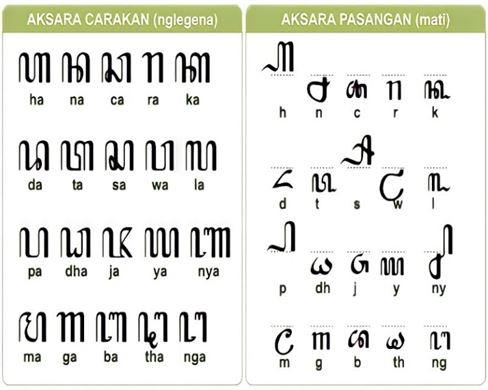 AKSARA CARAKAN (nglegena)
ꦲ ꦤ ꦕ ꦫ ꦏ
ha na ca ra ka
ꦢ ꦠ ꦱ ꦮ ꦭ
da ta sa wa la
ꦥ ꦝ ꦗ ꦪ ꦚ
pa dha ja ya nya
ꦩ ꦒ ꦧ ꦛ ꦔ
ma ga ba tha nga
AKSARA PASANGAN (mati)
꧀ꦲ ꧀ꦤ ꧀ꦕ ꧀ꦫ ꧀ꦏ
h n c r k
꧀ꦢ ꧀ꦠ ꧀ꦱ ꧀ꦮ ꧀ꦭ
d t s w l
꧀ꦥ ꧀ꦝ ꧀ꦗ ꧀ꦪ ꧀ꦚ
p dh j y ny
꧀ꦩ ꧀ꦒ ꧀ꦧ ꧀ꦛ ꧀ꦔ
m g b th ng